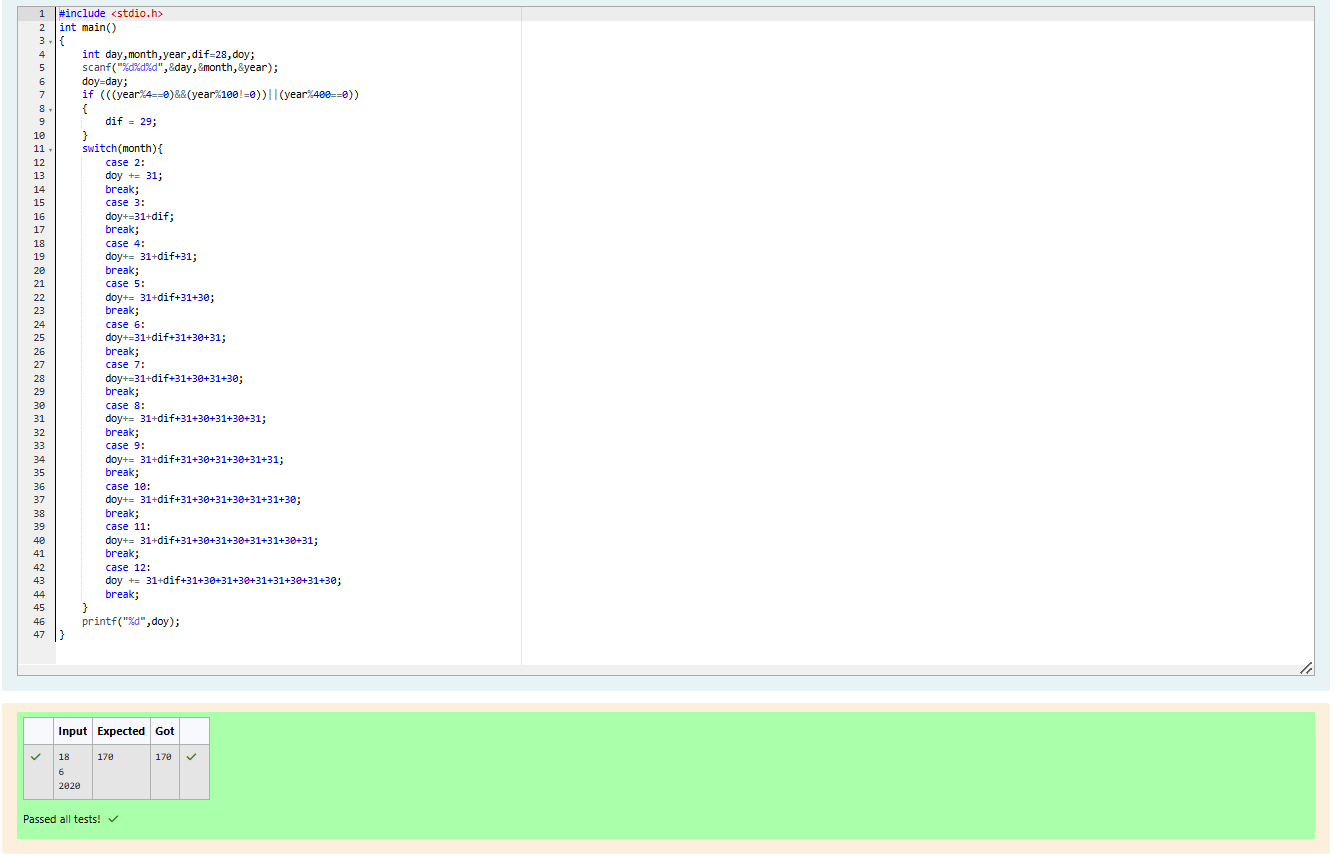 1 #include <stdio.h>
2 int main()
3 {
4     int day,month,year,dif=28,doy;
5     scanf("%d%d%d",&day,&month,&year);
6     doy=day;
7     if (((year%4==0)&&(year%100!=0))||(year%400==0))
8     {
9         dif = 29;
10     }
11     switch(month){
12         case 2:
13         doy += 31;
14         break;
15         case 3:
16         doy+=31+dif;
17         break;
18         case 4:
19         doy+= 31+dif+31;
20         break;
21         case 5:
22         doy+= 31+dif+31+30;
23         break;
24         case 6:
25         doy+=31+dif+31+30+31;
26         break;
27         case 7:
28         doy+=31+dif+31+30+31+30;
29         break;
30         case 8:
31         doy+= 31+dif+31+30+31+30+31;
32         break;
33         case 9:
34         doy+= 31+dif+31+30+31+30+31+31;
35         break;
36         case 10:
37         doy+= 31+dif+31+30+31+30+31+31+30;
38         break;
39         case 11:
40         doy+= 31+dif+31+30+31+30+31+31+30+31;
41         break;
42         case 12:
43         doy += 31+dif+31+30+31+30+31+31+30+31+30;
44         break;
45     }
46     printf("%d",doy);
47 }
Input Expected Got
18 170 170
6
2020
Passed all tests!